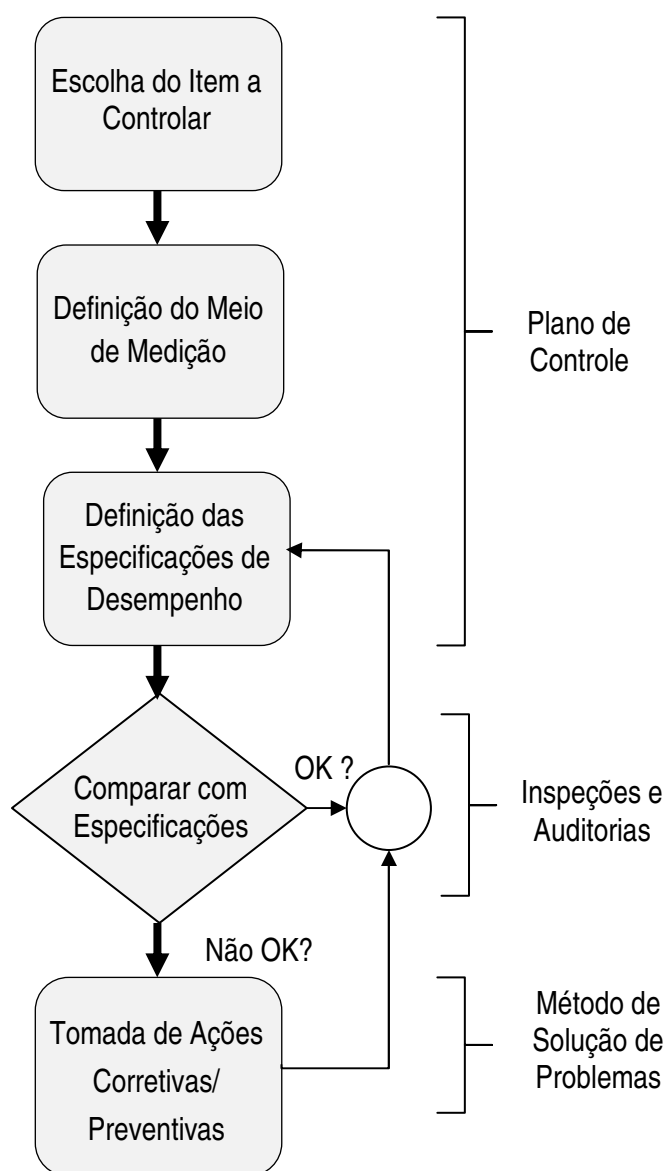 Escolha do Item a
Controlar
Definição do Meio
de Medição
Plano de
Controle
Definição das
Especificações de
Desempenho
OK ?
Comparar com
Especificações
Inspeções e
Auditorias
Não OK?
Tomada de Ações
Corretivas/
Preventivas
Método de
Solução de
Problemas